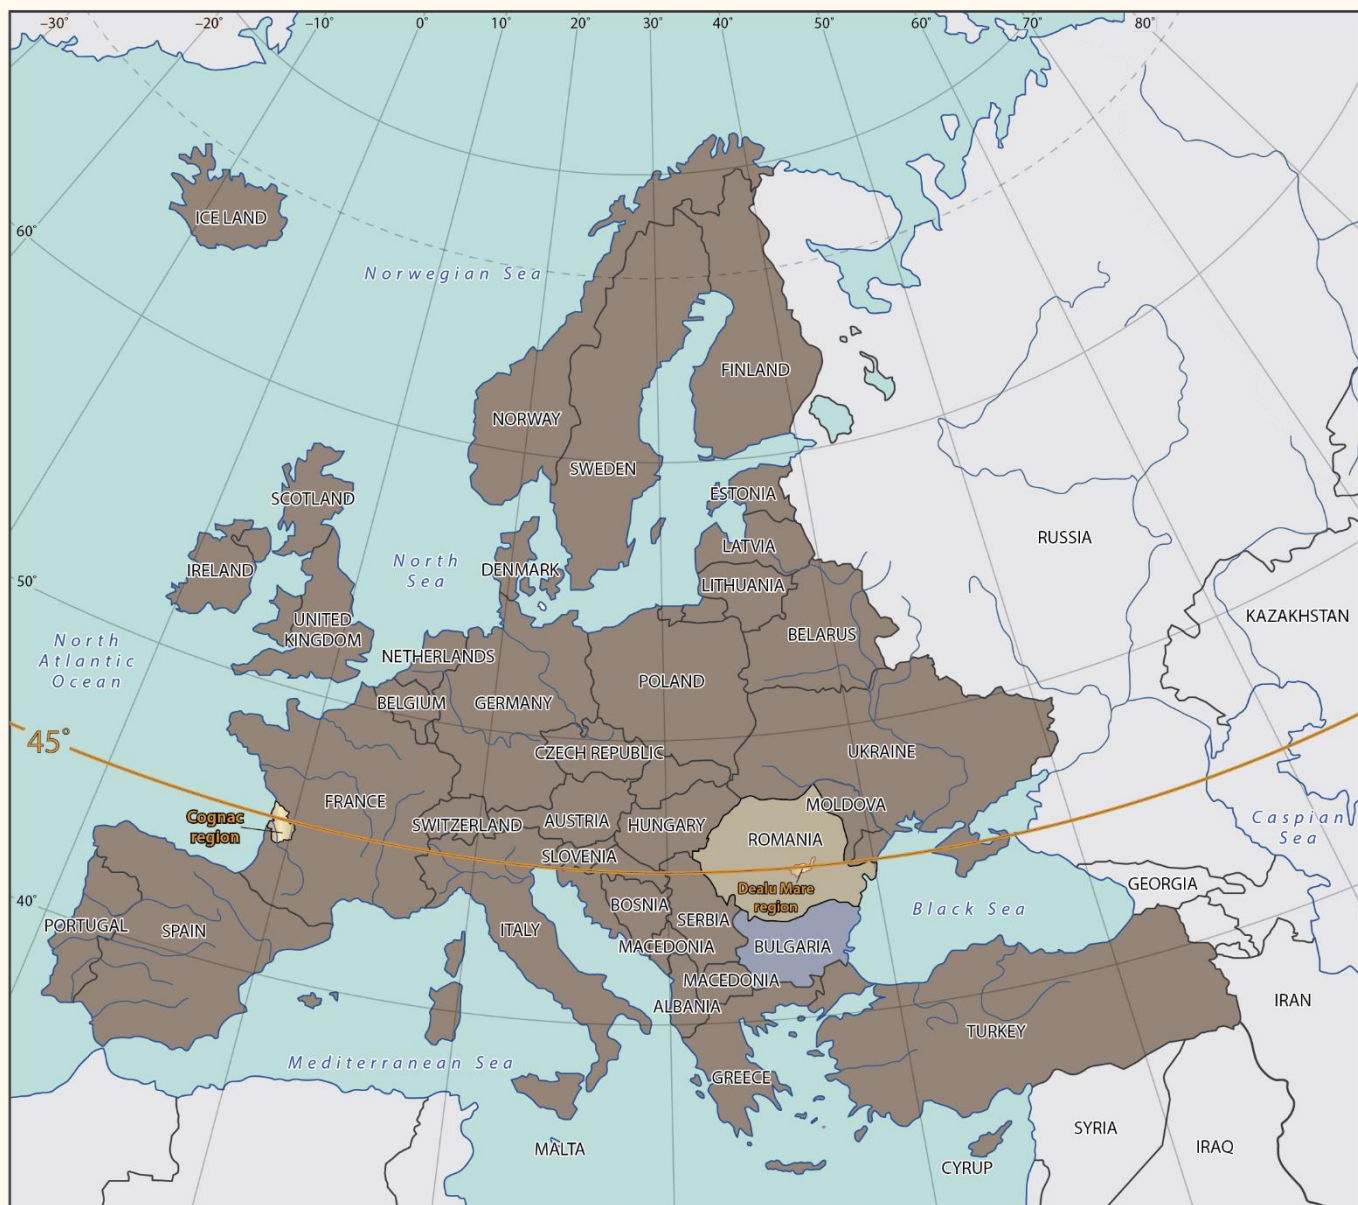 -30° -20° -10° 0° 10° 20° 30° 40° 50° 60° 70° 80°
ICE LAND
60°
Norwegian Sea
FINLAND
NORWAY
SWEDEN
SCOTLAND
ESTONIA
RUSSIA
LATVIA
North
Sea
DENMARK
IRELAND
50°
LITHUANIA
KAZAKHSTAN
UNITED
KINGDOM
BELARUS
North
Atlantic
Ocean
NETHERLANDS
POLAND
BELGIUM
GERMANY
45°
CZECH REPUBLIC
UKRAINE
FRANCE
MOLDOVA
Cognac
region
SWITZERLAND
AUSTRIA
HUNGARY
Caspian
Sea
ROMANIA
SLOVENIA
GEORGIA
Dealu Mare
region
40°
BOSNIA
Black Sea
SERBIA
PORTUGAL
SPAIN
ITALY
MACEDONIA
BULGARIA
MACEDONIA
IRAN
ALBANIA
TURKEY
Mediterranean Sea
GREECE
SYRIA
IRAQ
MALTA
CYRUP